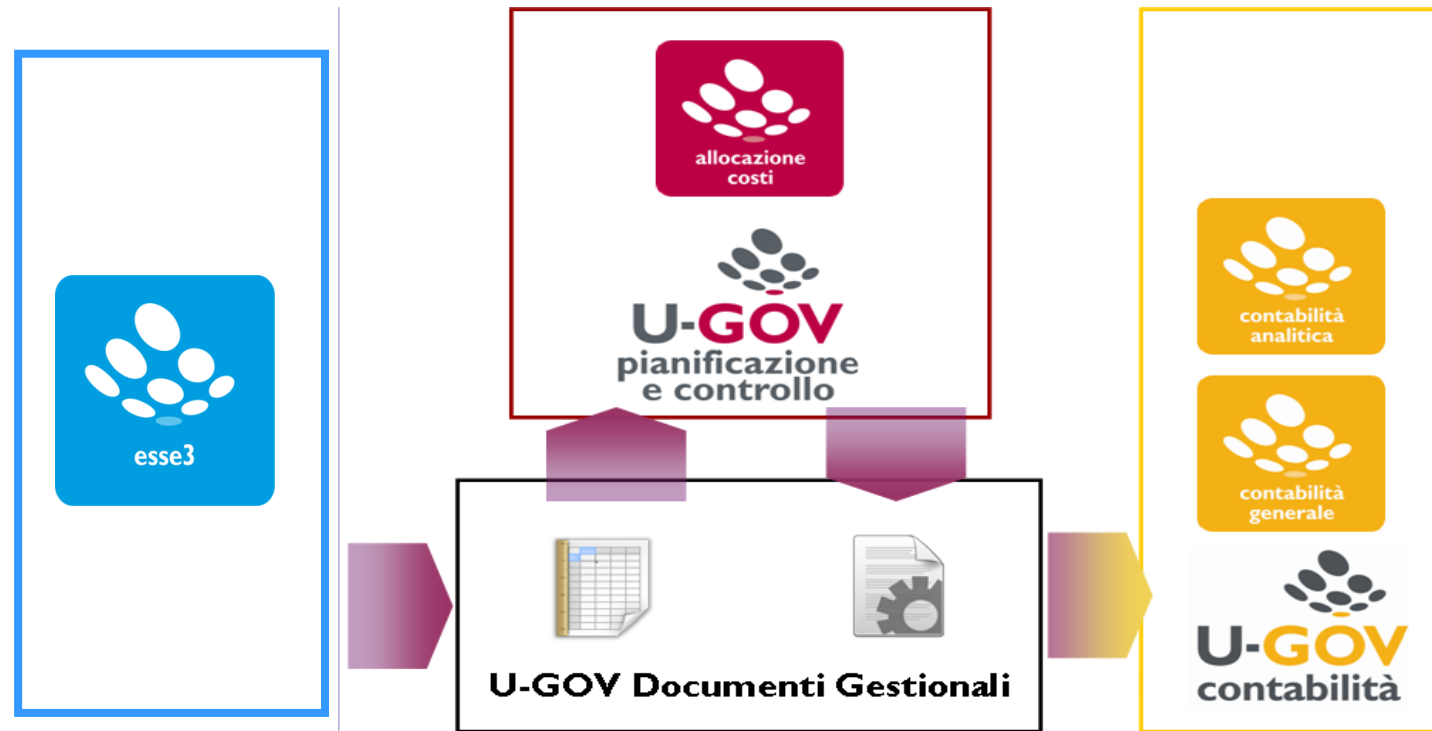 esse3
allocazione
costi
U-GOV
pianificazione
e controllo
U-GOV Documenti Gestionali
contabilità
analitica
contabilità
generale
U-GOV
contabilità